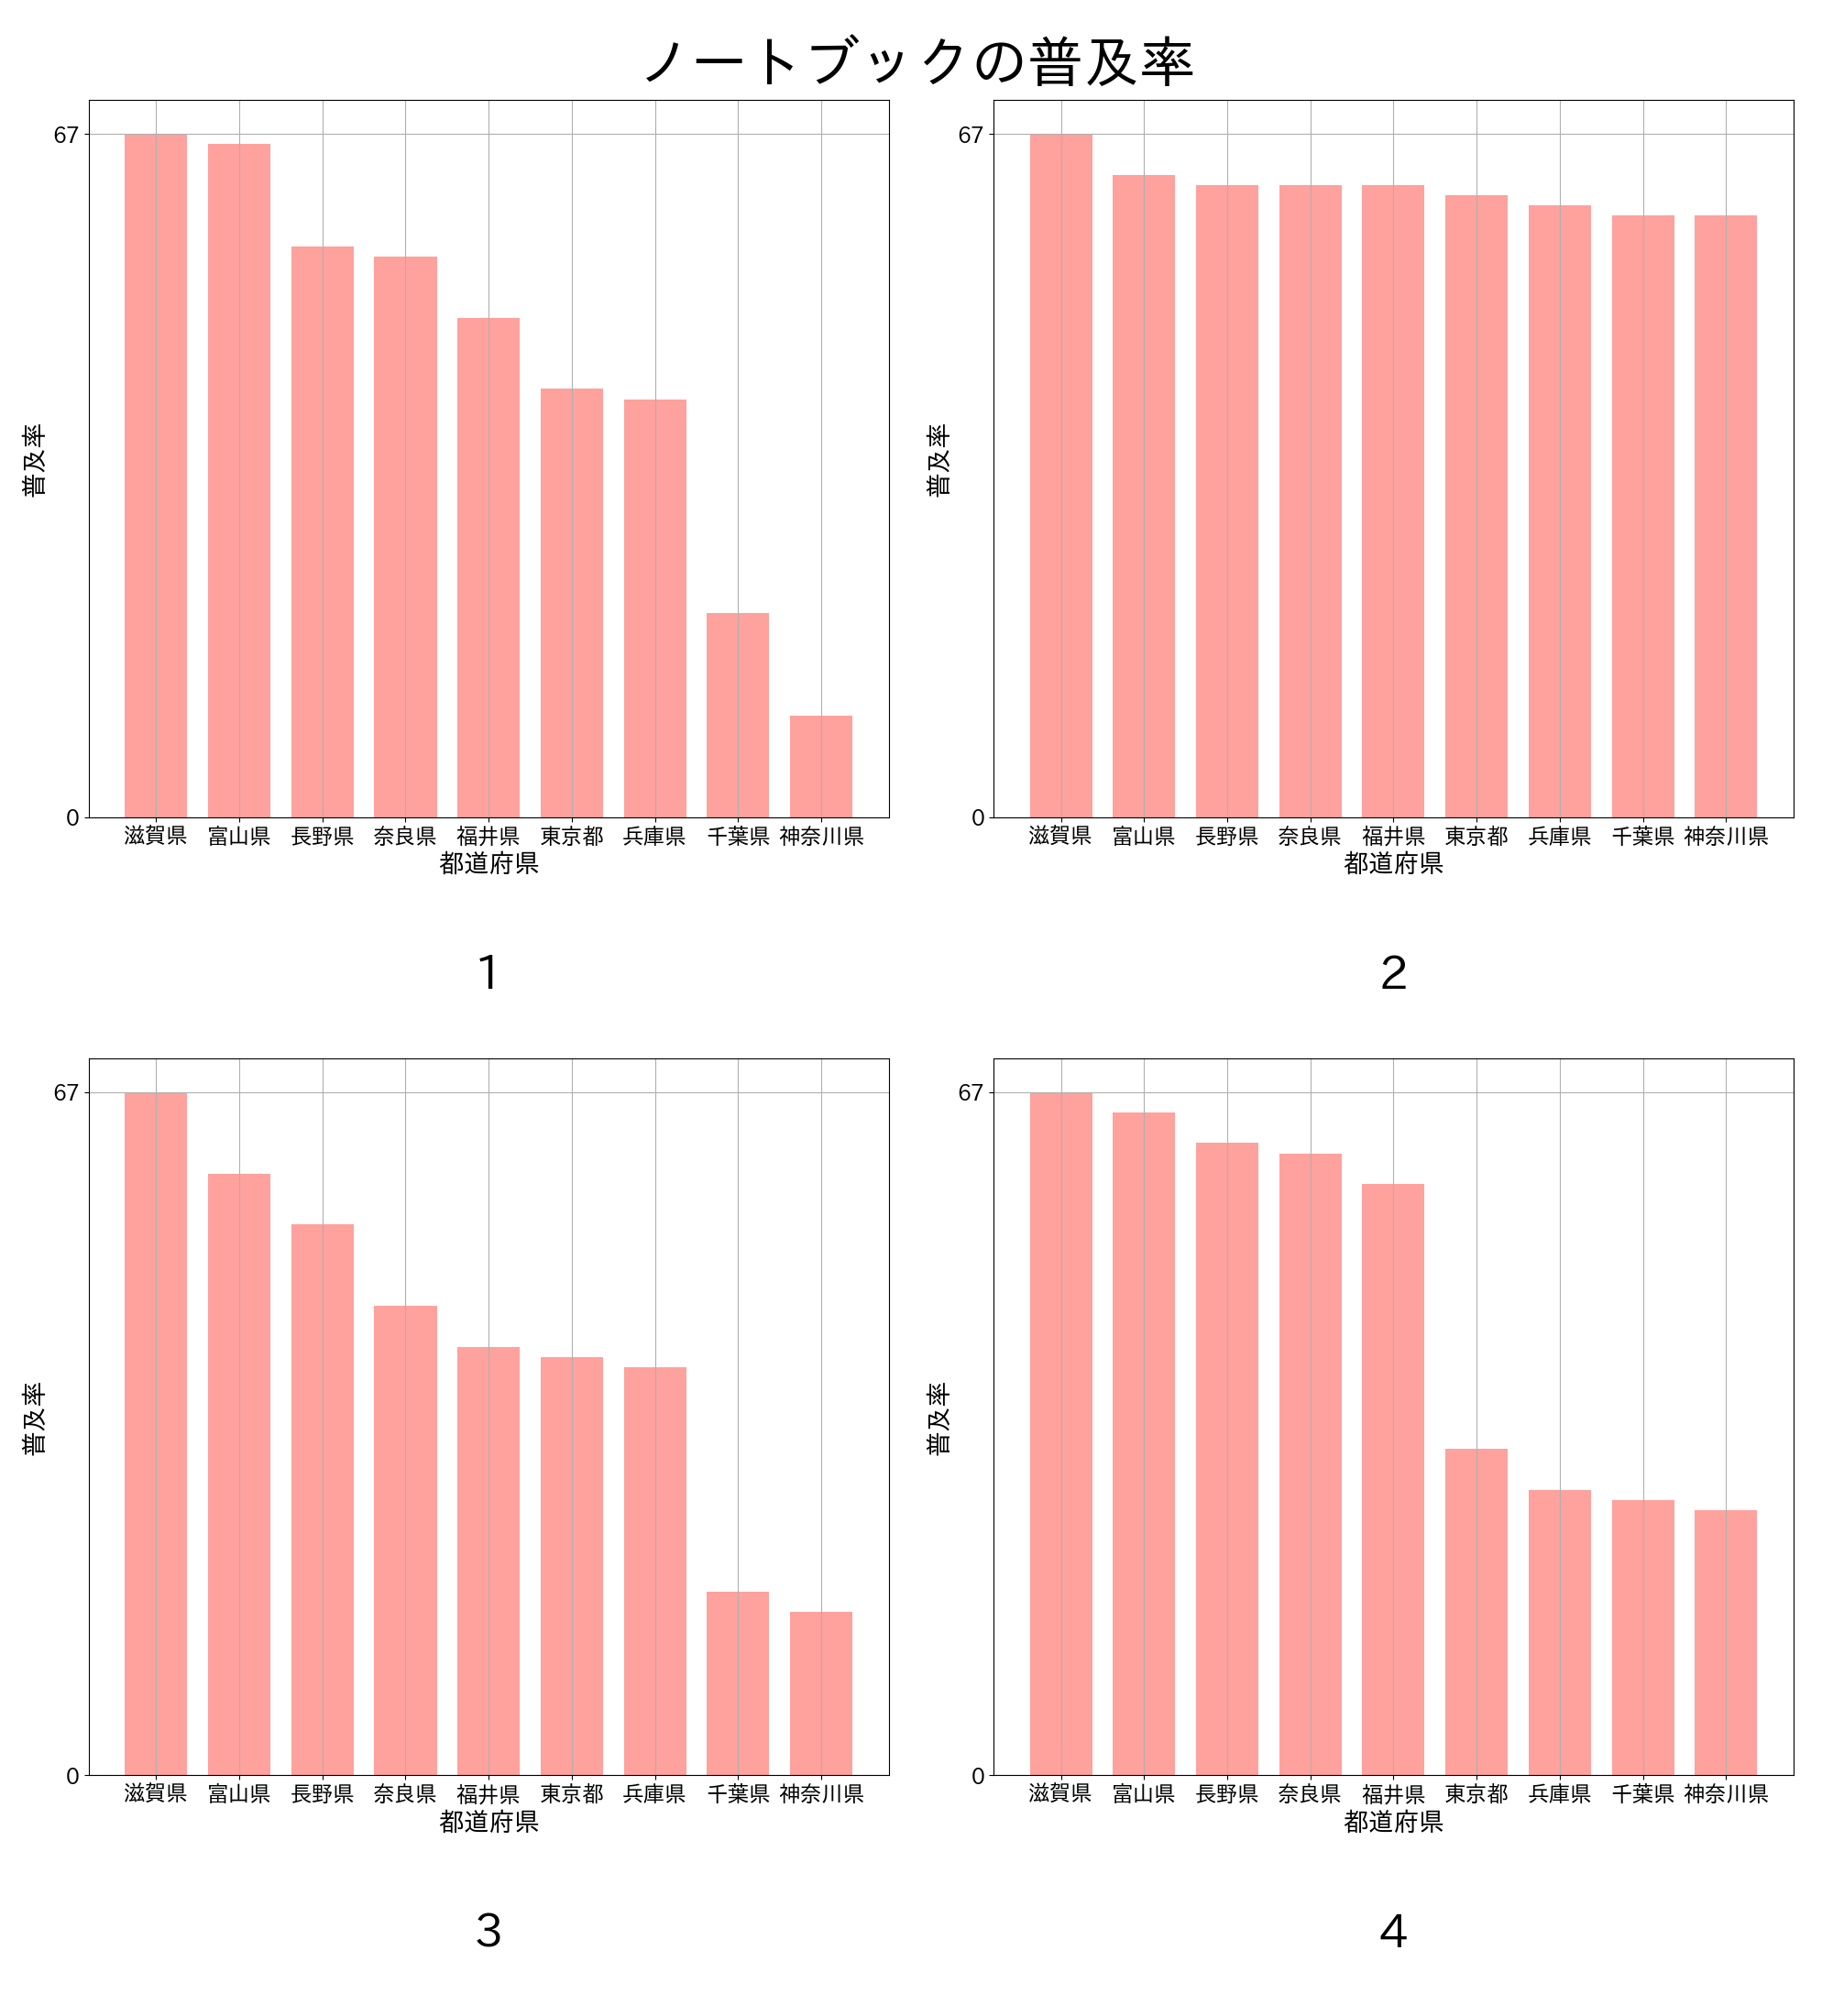 ノートブックの普及率
67
0
普及率
滋賀県 富山県 長野県 奈良県 福井県 東京都 兵庫県 千葉県 神奈川県
都道府県
1
67
0
普及率
滋賀県 富山県 長野県 奈良県 福井県 東京都 兵庫県 千葉県 神奈川県
都道府県
2
67
0
普及率
滋賀県 富山県 長野県 奈良県 福井県 東京都 兵庫県 千葉県 神奈川県
都道府県
3
67
0
普及率
滋賀県 富山県 長野県 奈良県 福井県 東京都 兵庫県 千葉県 神奈川県
都道府県
4